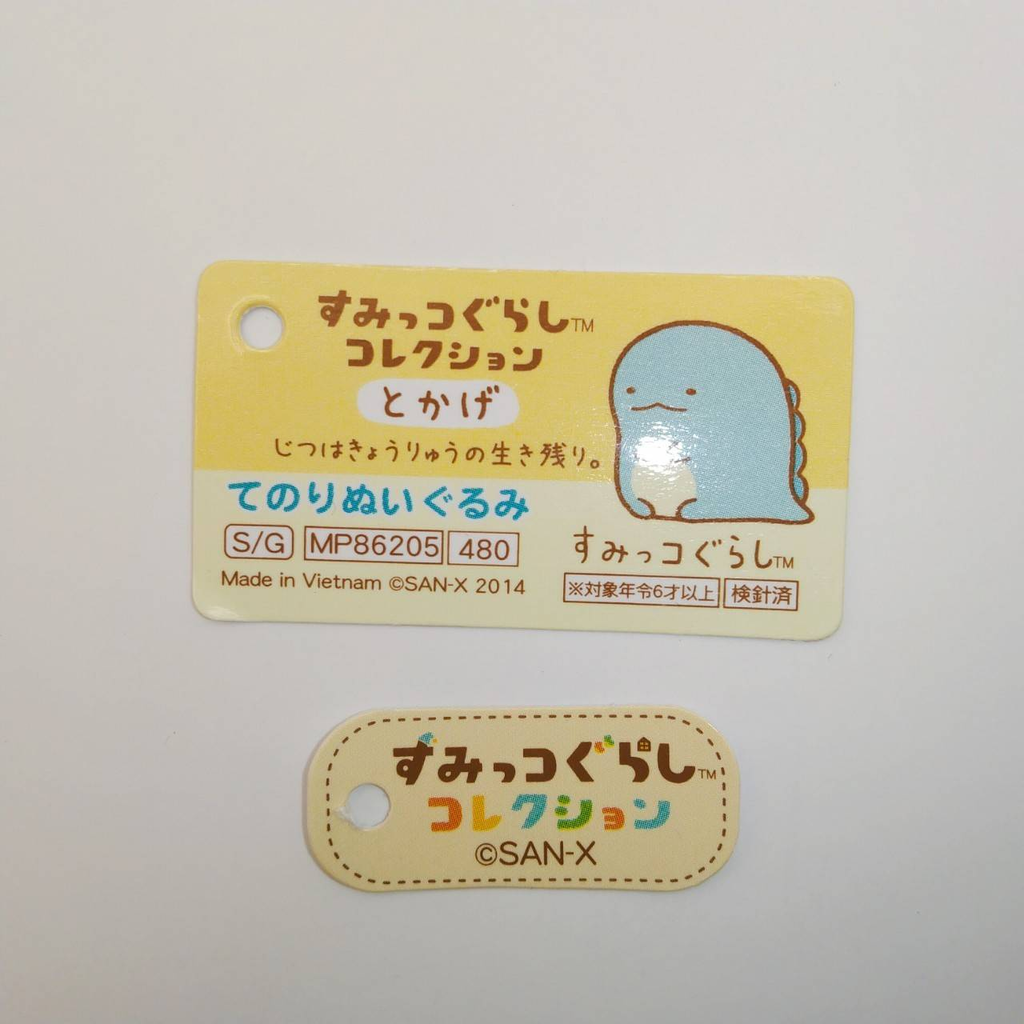 すみっコぐらし™
コレクション
とかげ
じつはきょうりゅうの生き残り。
てのりぬいぐるみ
S/G MP86205 480
Made in Vietnam ©SAN-X 2014
すみっコぐらし™
※対象年令6才以上 検針済
すみっコぐらし™
コレクション
©SAN-X